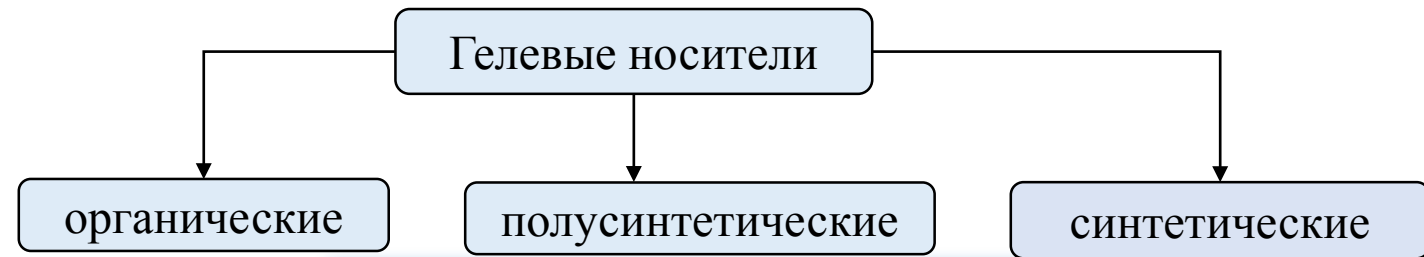 Гелевые носители
органические
полусинтетические
синтетические